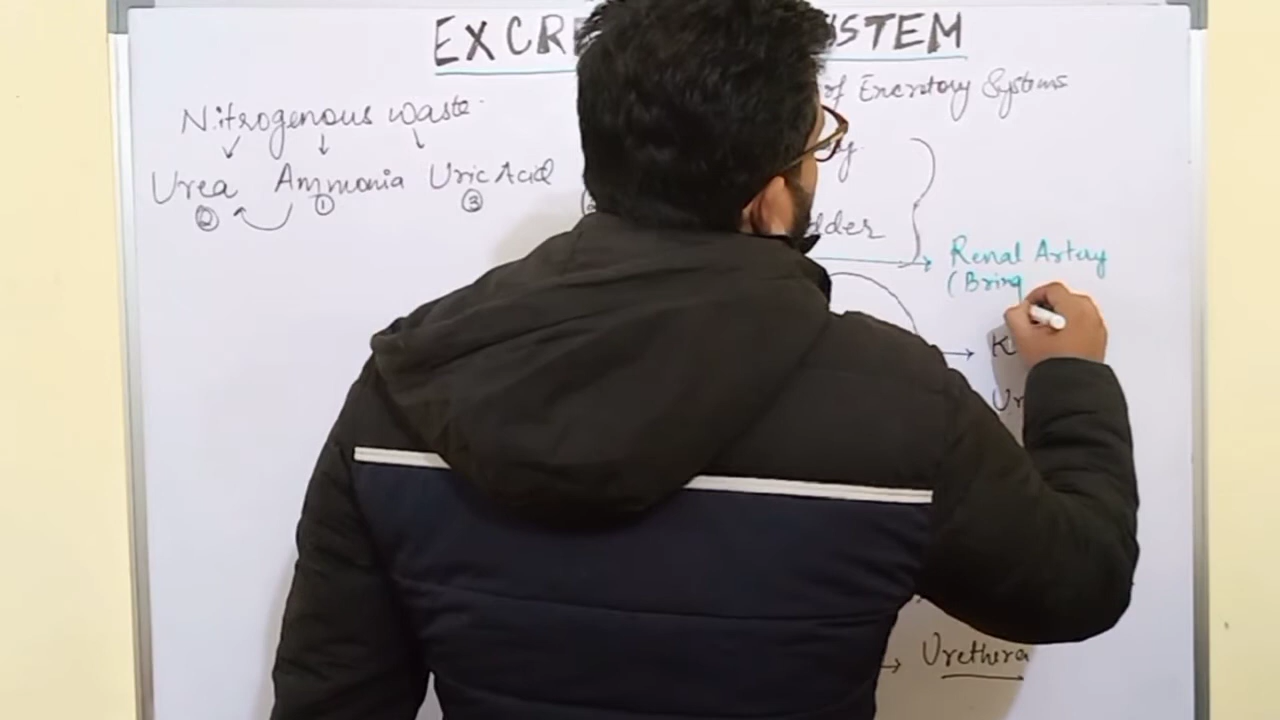 EXCRE STEM
Nitrogenous waste
Urea Ammonia Uric Acid
② ① ③
of Excretory Systems
dder
Renal Artery
(Bring
K
Ur
Urethera